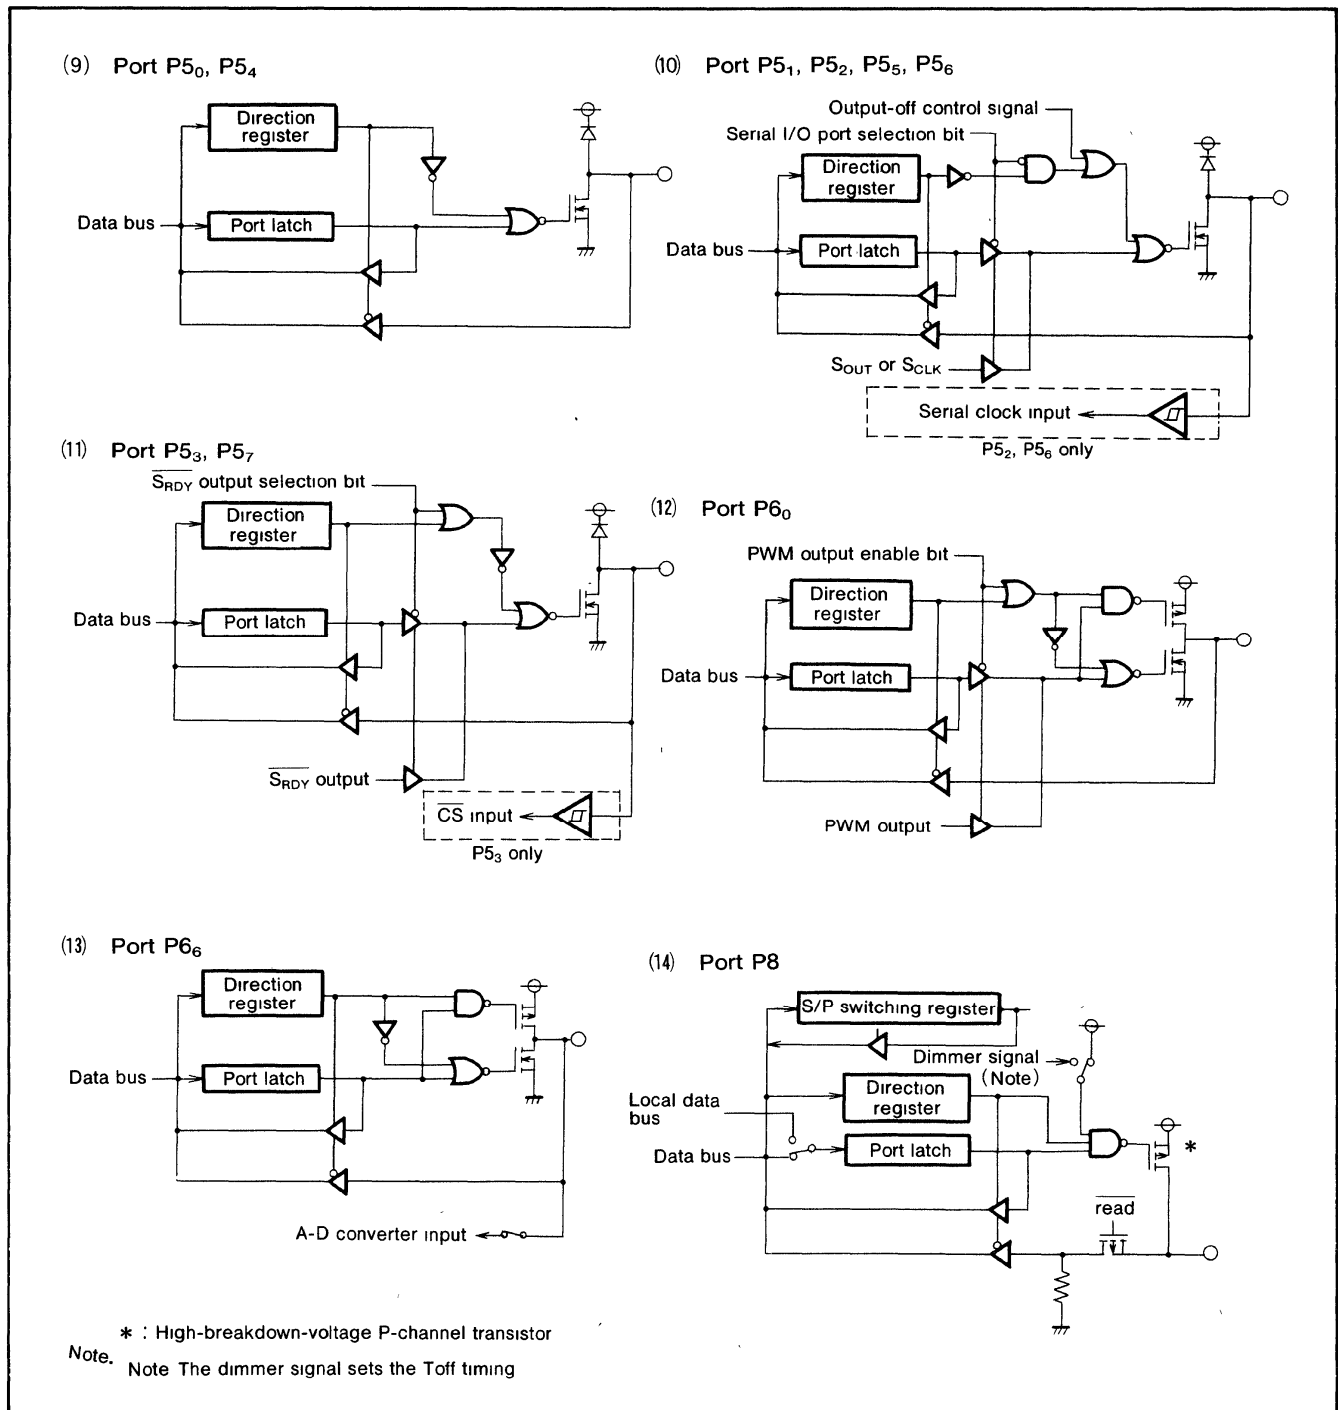 (9) Port P5₀, P5₄
Direction
register
Data bus
Port latch
(10) Port P5₁, P5₂, P5₅, P5₆
Output-off control signal
Serial I/O port selection bit
Direction
register
Data bus
Port latch
S_OUT or S_CLK
Serial clock input
P5₂, P5₆ only
(11) Port P5₃, P5₇
S̅_R̅D̅Y̅ output selection bit
Direction
register
Data bus
Port latch
S̅_R̅D̅Y̅ output
C̅S̅ input
P5₃ only
(12) Port P6₀
PWM output enable bit
Direction
register
Data bus
Port latch
PWM output
(13) Port P6₆
Direction
register
Data bus
Port latch
A-D converter input
(14) Port P8
S/P switching register
Dimmer signal
(Note)
Direction
register
Local data
bus
Data bus
Port latch
*
r̅e̅a̅d̅
* : High-breakdown-voltage P-channel transistor
Note.
Note The dimmer signal sets the Toff timing